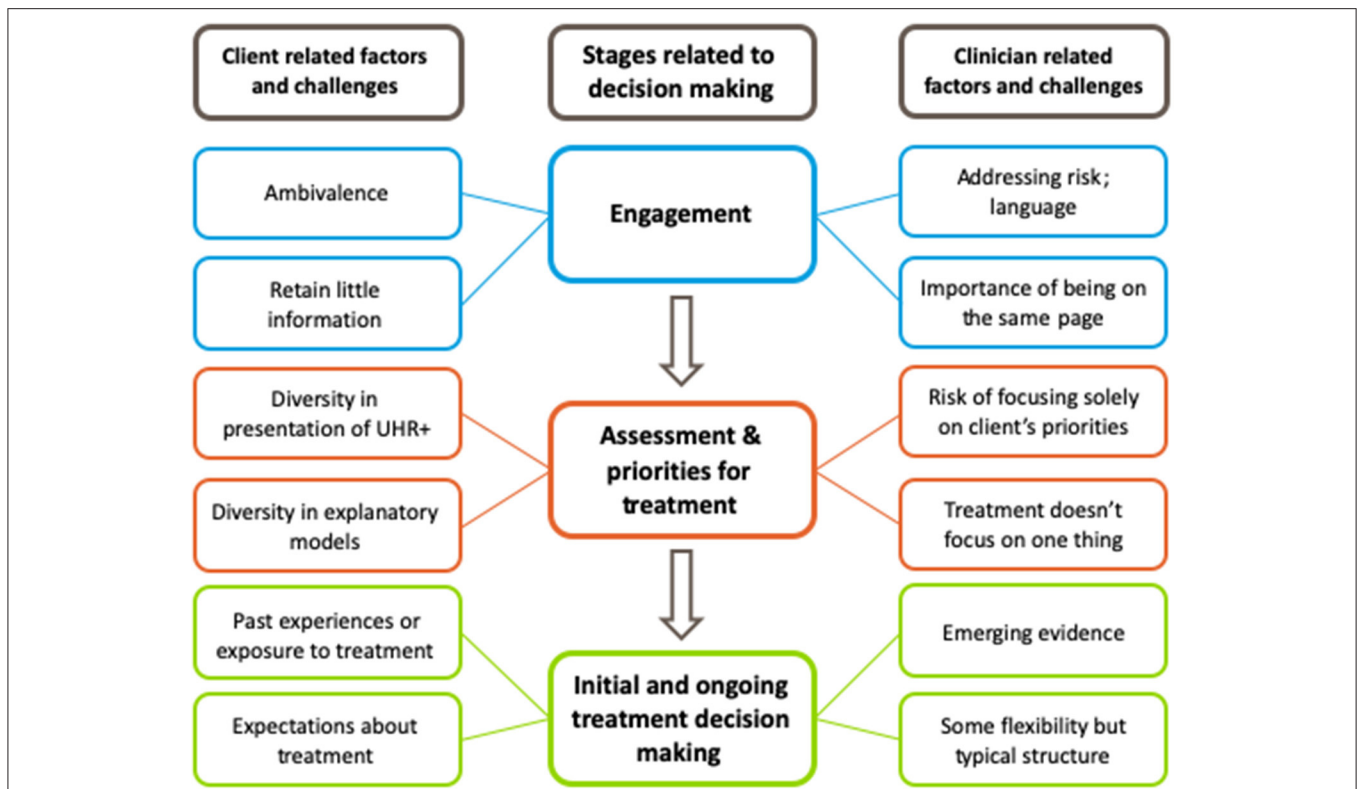 Client related factors
and challenges
Stages related to
decision making
Clinician related
factors and challenges
Ambivalence
Retain little
information
Engagement
Addressing risk;
language
Importance of being on
the same page
Diversity in
presentation of UHR+
Diversity in explanatory
models
Assessment &
priorities for
treatment
Risk of focusing solely
on client's priorities
Treatment doesn't
focus on one thing
Past experiences or
exposure to treatment
Expectations about
treatment
Initial and ongoing
treatment decision
making
Emerging evidence
Some flexibility but
typical structure